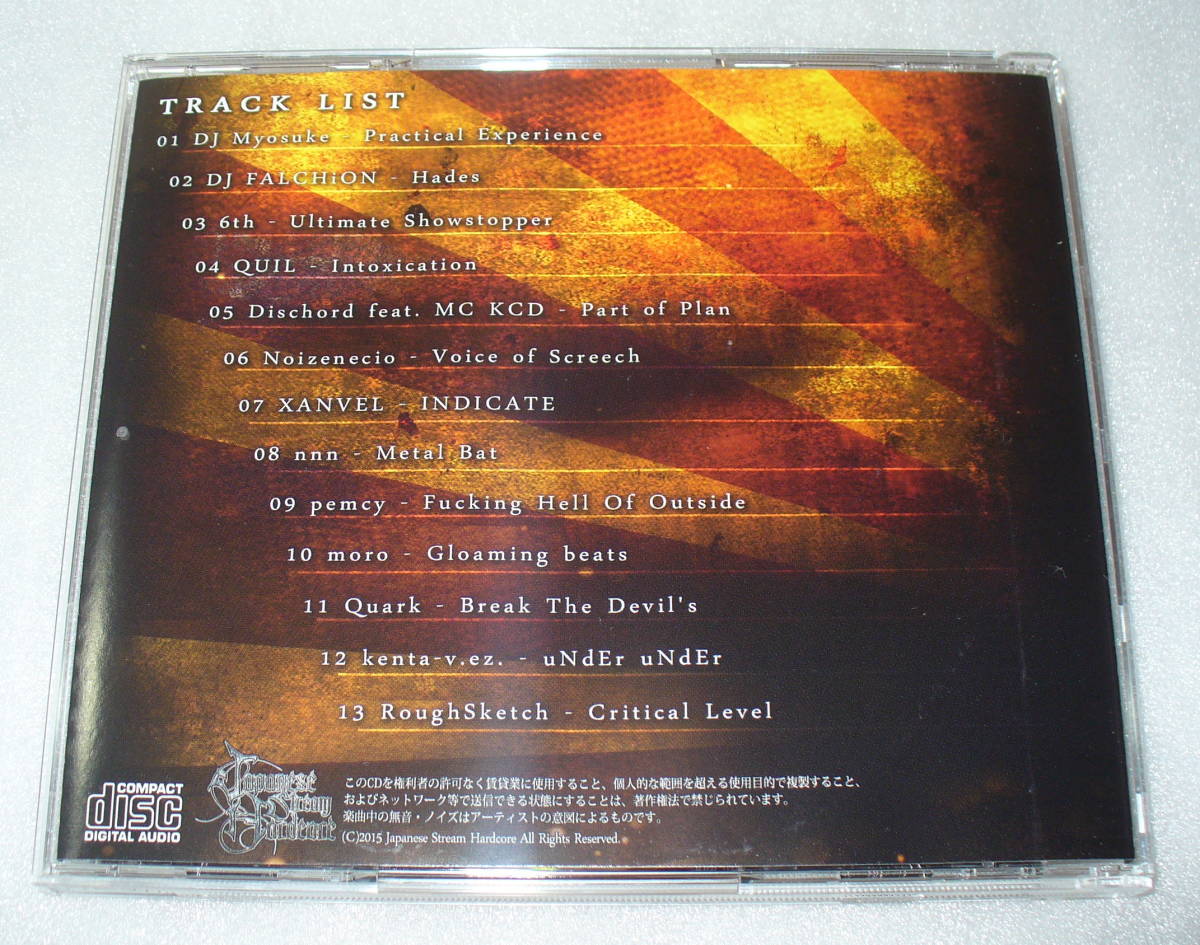 TRACK LIST
01 DJ Myosuke - Practical Experience
02 DJ FALCHiON - Hades
03 6th - Ultimate Showstopper
04 QUIL - Intoxication
05 Dischord feat. MC KCD - Part of Plan
06 Noizenecio - Voice of Screech
07 XANVEL - INDICATE
08 nnn - Metal Bat
09 pemcy - Fucking Hell Of Outside
10 moro - Gloaming beats
11 Quark - Break The Devil's
12 kenta-v.ez. - uNdEr uNdEr
13 RoughSketch - Critical Level
COMPACT
disc
DIGITAL AUDIO
Japanese
Stream
Hardcore
このCDを権利者の許可なく賃貸業に使用すること、個人的な範囲を超える使用目的で複製すること、
およびネットワーク等で送信できる状態にすることは、著作権法で禁じられています。
楽曲中の無音・ノイズはアーティストの意図によるものです。
(C)2015 Japanese Stream Hardcore All Rights Reserved.